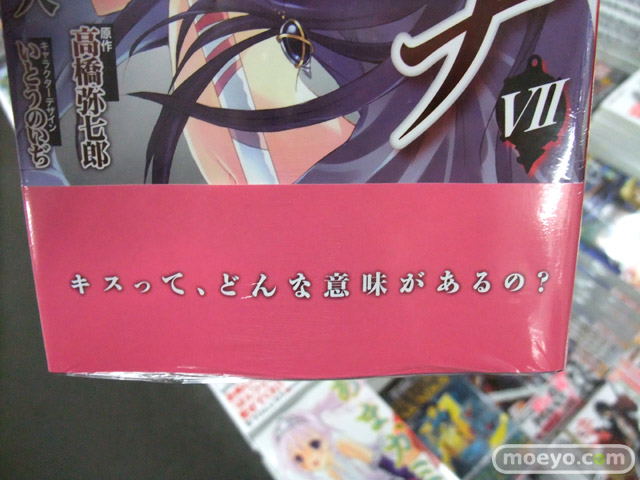 ナ
VII
原作
高橋弥七郎
キャラクターデザイン
いとうのいぢ
キスって、どんな意味があるの?
moeyo.com